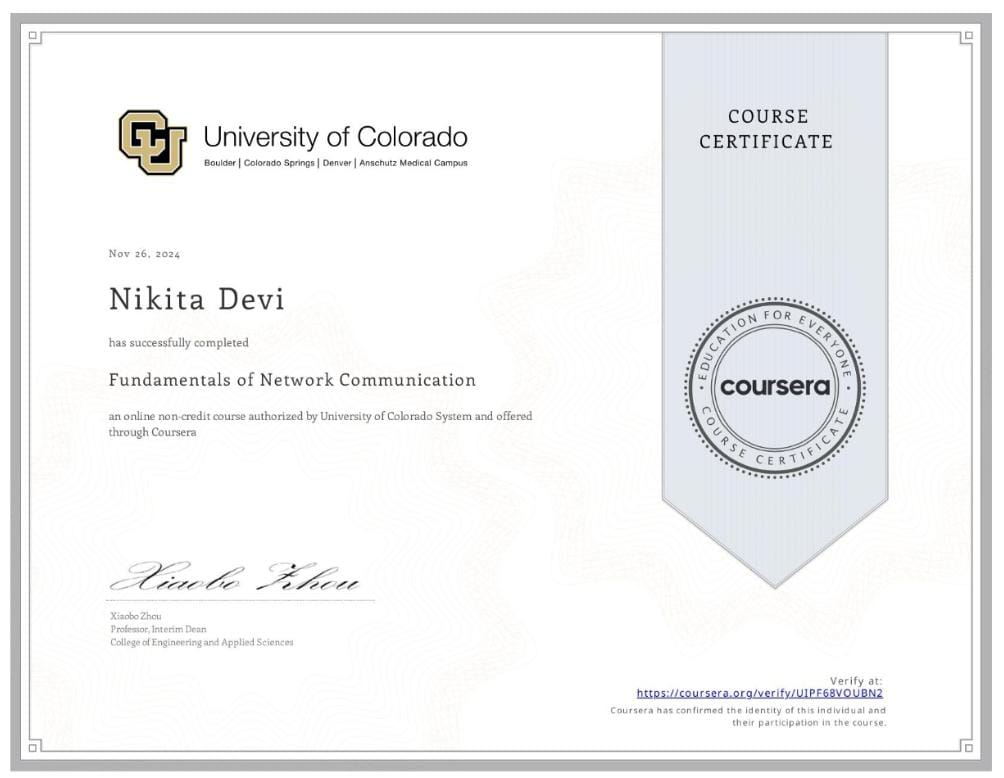 University of Colorado
Boulder | Colorado Springs | Denver | Anschutz Medical Campus
COURSE
CERTIFICATE
Nov 26, 2024
Nikita Devi
has successfully completed
Fundamentals of Network Communication
an online non-credit course authorized by University of Colorado System and offered
through Coursera
EDUCATION FOR EVERYONE
coursera
COURSE CERTIFICATE
Xiaobo Zhou
Xiaobo Zhou
Professor, Interim Dean
College of Engineering and Applied Sciences
Verify at:
https://coursera.org/verify/UIPF68VOUBN2
Coursera has confirmed the identity of this individual and
their participation in the course.